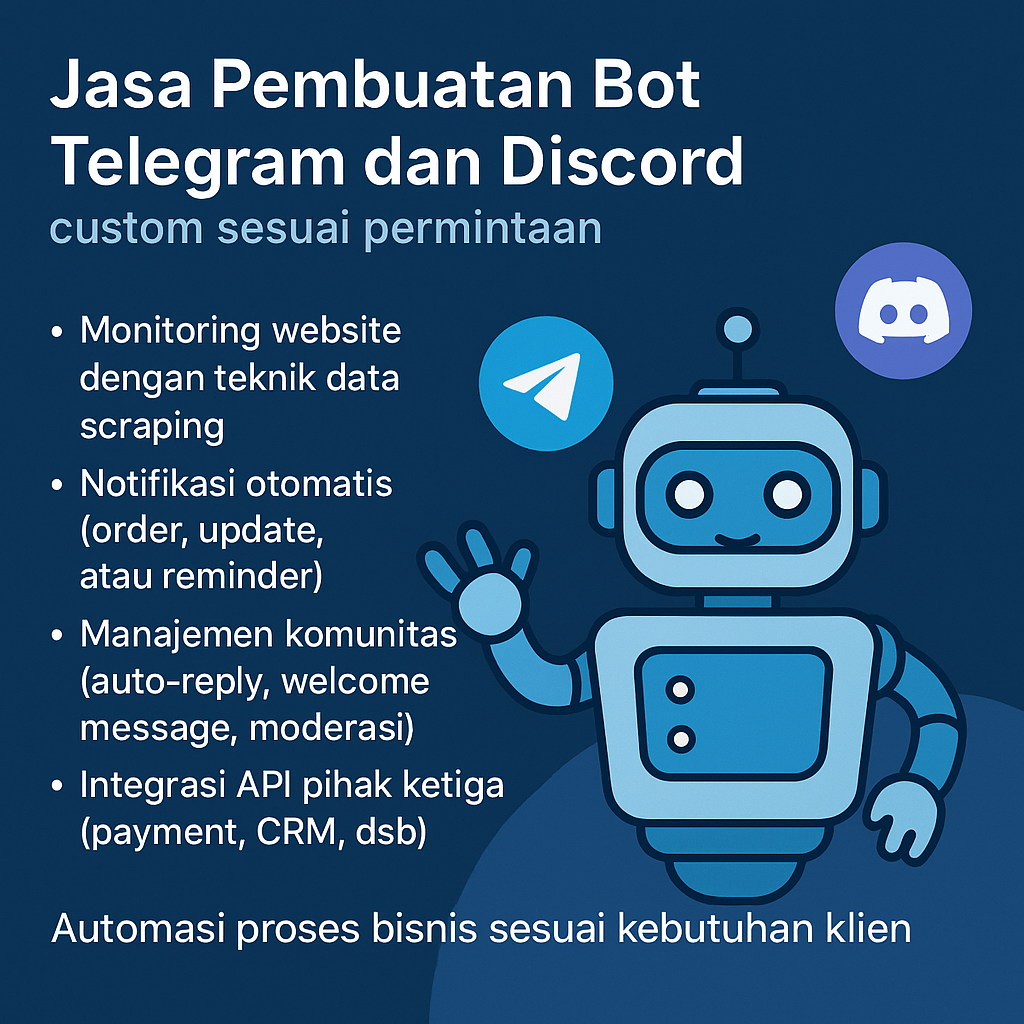 Jasa Pembuatan Bot
Telegram dan Discord
custom sesuai permintaan
• Monitoring website
dengan teknik data
scraping
• Notifikasi otomatis
(order, update,
atau reminder)
• Manajemen komunitas
(auto-reply, welcome
message, moderasi)
• Integrasi API pihak ketiga
(payment, CRM, dsb)
Automasi proses bisnis sesuai kebutuhan klien